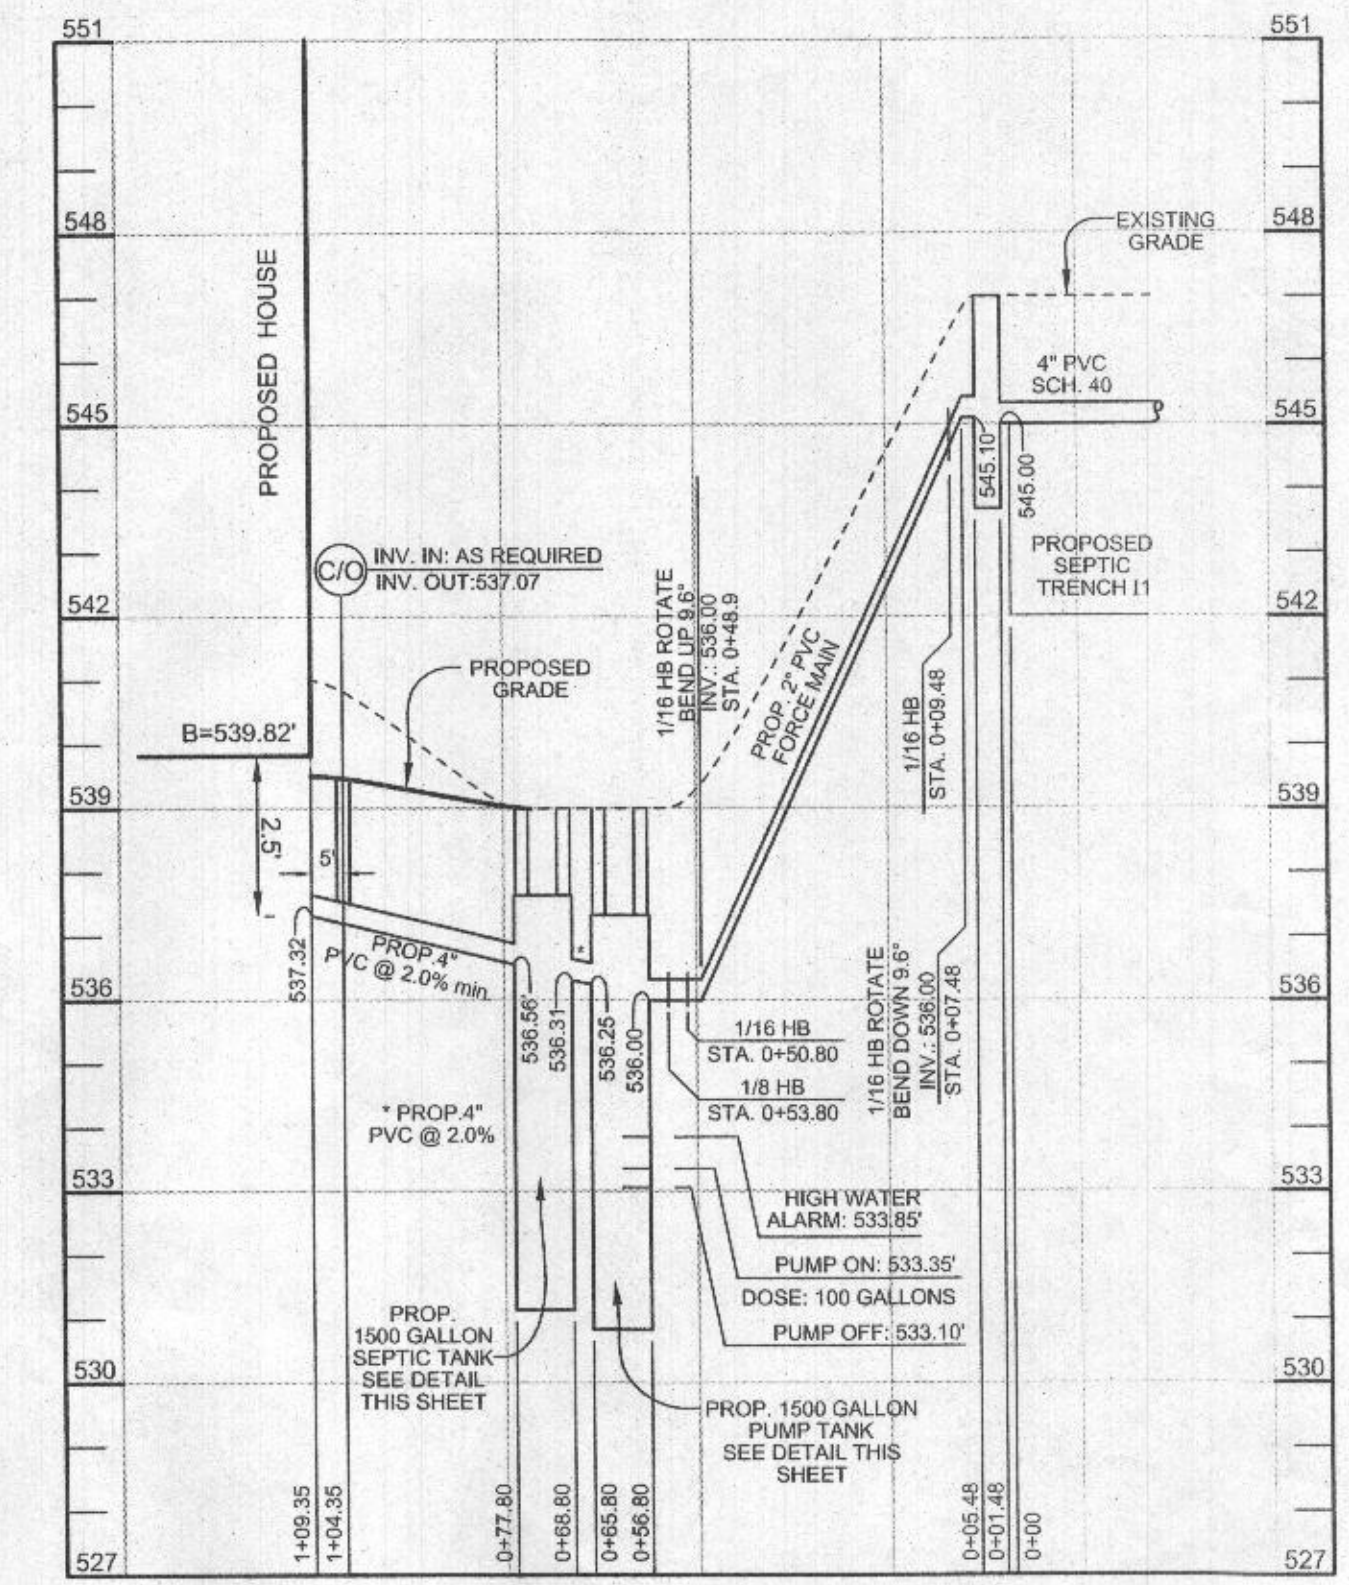 551
551
548
548
EXISTING
GRADE
PROPOSED HOUSE
4" PVC
SCH. 40
545
545
545.10'
545.00
PROPOSED
SEPTIC
TRENCH I1
C/O
INV. IN: AS REQUIRED
INV. OUT:537.07
542
542
1/16 HB ROTATE
BEND UP 9.6"
INV.: 536.00
STA. 0+48.9
PROPOSED
GRADE
PROP. 2" PVC
FORCE MAIN
1/16 HB
STA. 0+09.48
B=539.82'
539
539
2.5'
5'
537.32
PROP.4"
PVC @ 2.0% min.
*
536
536
536.56'
536.31
536.25
536.00
1/16 HB
STA. 0+50.80
1/8 HB
STA. 0+53.80
1/16 HB ROTATE
BEND DOWN 9.6"
INV.: 536.00
STA. 0+07.48
* PROP.4"
PVC @ 2.0%
533
533
HIGH WATER
ALARM: 533.85'
PUMP ON: 533.35'
DOSE: 100 GALLONS
PUMP OFF: 533.10'
PROP.
1500 GALLON
SEPTIC TANK
SEE DETAIL
THIS SHEET
530
530
PROP. 1500 GALLON
PUMP TANK
SEE DETAIL THIS
SHEET
1+09.35
1+04.35
0+77.80
0+68.80
0+65.80
0+56.80
0+05.48
0+01.48
0+00
527
527